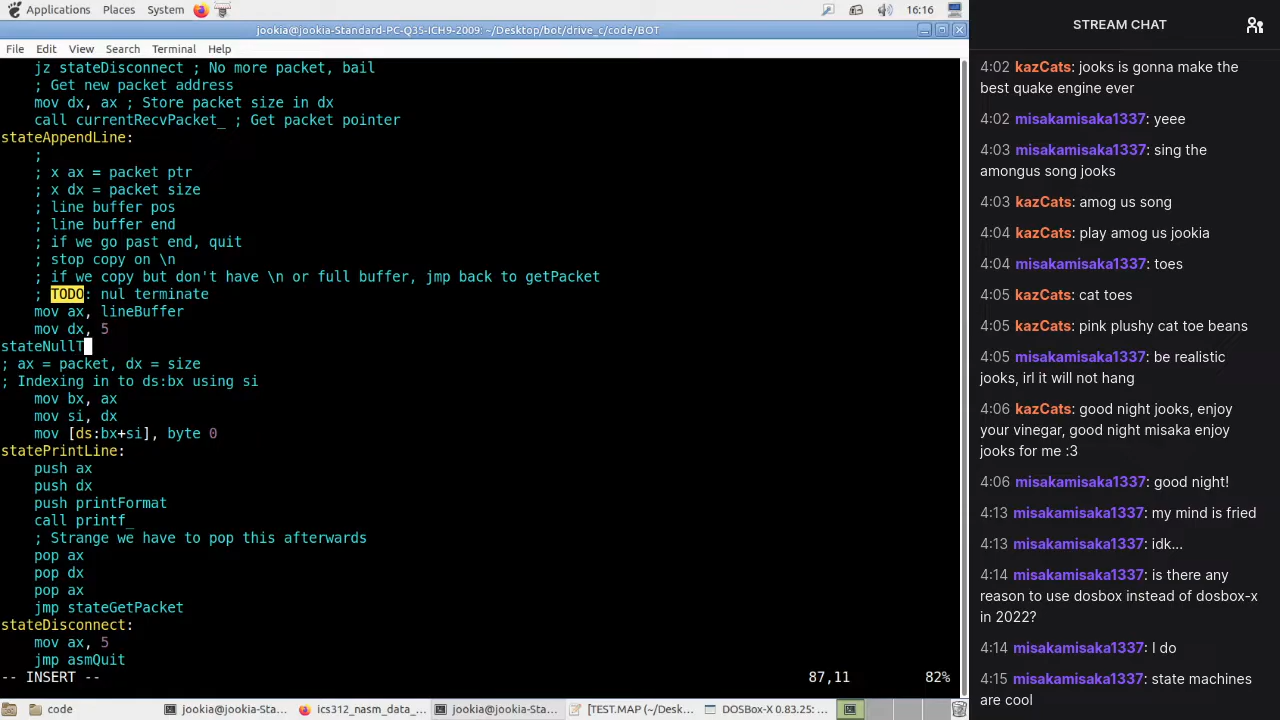 Applications Places System 16:16
jookia@jookia-Standard-PC-Q35-ICH9-2009: ~/Desktop/bot/drive_c/code/BOT
File Edit View Search Terminal Help
jz stateDisconnect ; No more packet, bail
; Get new packet address
mov dx, ax ; Store packet size in dx
call currentRecvPacket_ ; Get packet pointer
stateAppendLine:
;
; x ax = packet ptr
; x dx = packet size
; line buffer pos
; line buffer end
; if we go past end, quit
; stop copy on \n
; if we copy but don't have \n or full buffer, jmp back to getPacket
; TODO: nul terminate
mov ax, lineBuffer
mov dx, 5
stateNullT
; ax = packet, dx = size
; Indexing in to ds:bx using si
mov bx, ax
mov si, dx
mov [ds:bx+si], byte 0
statePrintLine:
push ax
push dx
push printFormat
call printf_
; Strange we have to pop this afterwards
pop ax
pop dx
pop ax
jmp stateGetPacket
stateDisconnect:
mov ax, 5
jmp asmQuit
-- INSERT -- 87,11 82%
code jookia@jookia-Sta... ics312_nasm_data_... jookia@jookia-Sta... [TEST.MAP (~/Desk... DOSBox-X 0.83.25: ...
STREAM CHAT
4:02 kazCats: jooks is gonna make the
best quake engine ever
4:02 misakamisaka1337: yeee
4:03 misakamisaka1337: sing the
amongus song jooks
4:03 kazCats: amog us song
4:04 kazCats: play amog us jookia
4:04 misakamisaka1337: toes
4:05 kazCats: cat toes
4:05 kazCats: pink plushy cat toe beans
4:05 misakamisaka1337: be realistic
jooks, irl it will not hang
4:06 kazCats: good night jooks, enjoy
your vinegar, good night misaka enjoy
jooks for me :3
4:06 misakamisaka1337: good night!
4:13 misakamisaka1337: my mind is fried
4:13 misakamisaka1337: idk...
4:14 misakamisaka1337: is there any
reason to use dosbox instead of dosbox-x
in 2022?
4:14 misakamisaka1337: I do
4:15 misakamisaka1337: state machines
are cool